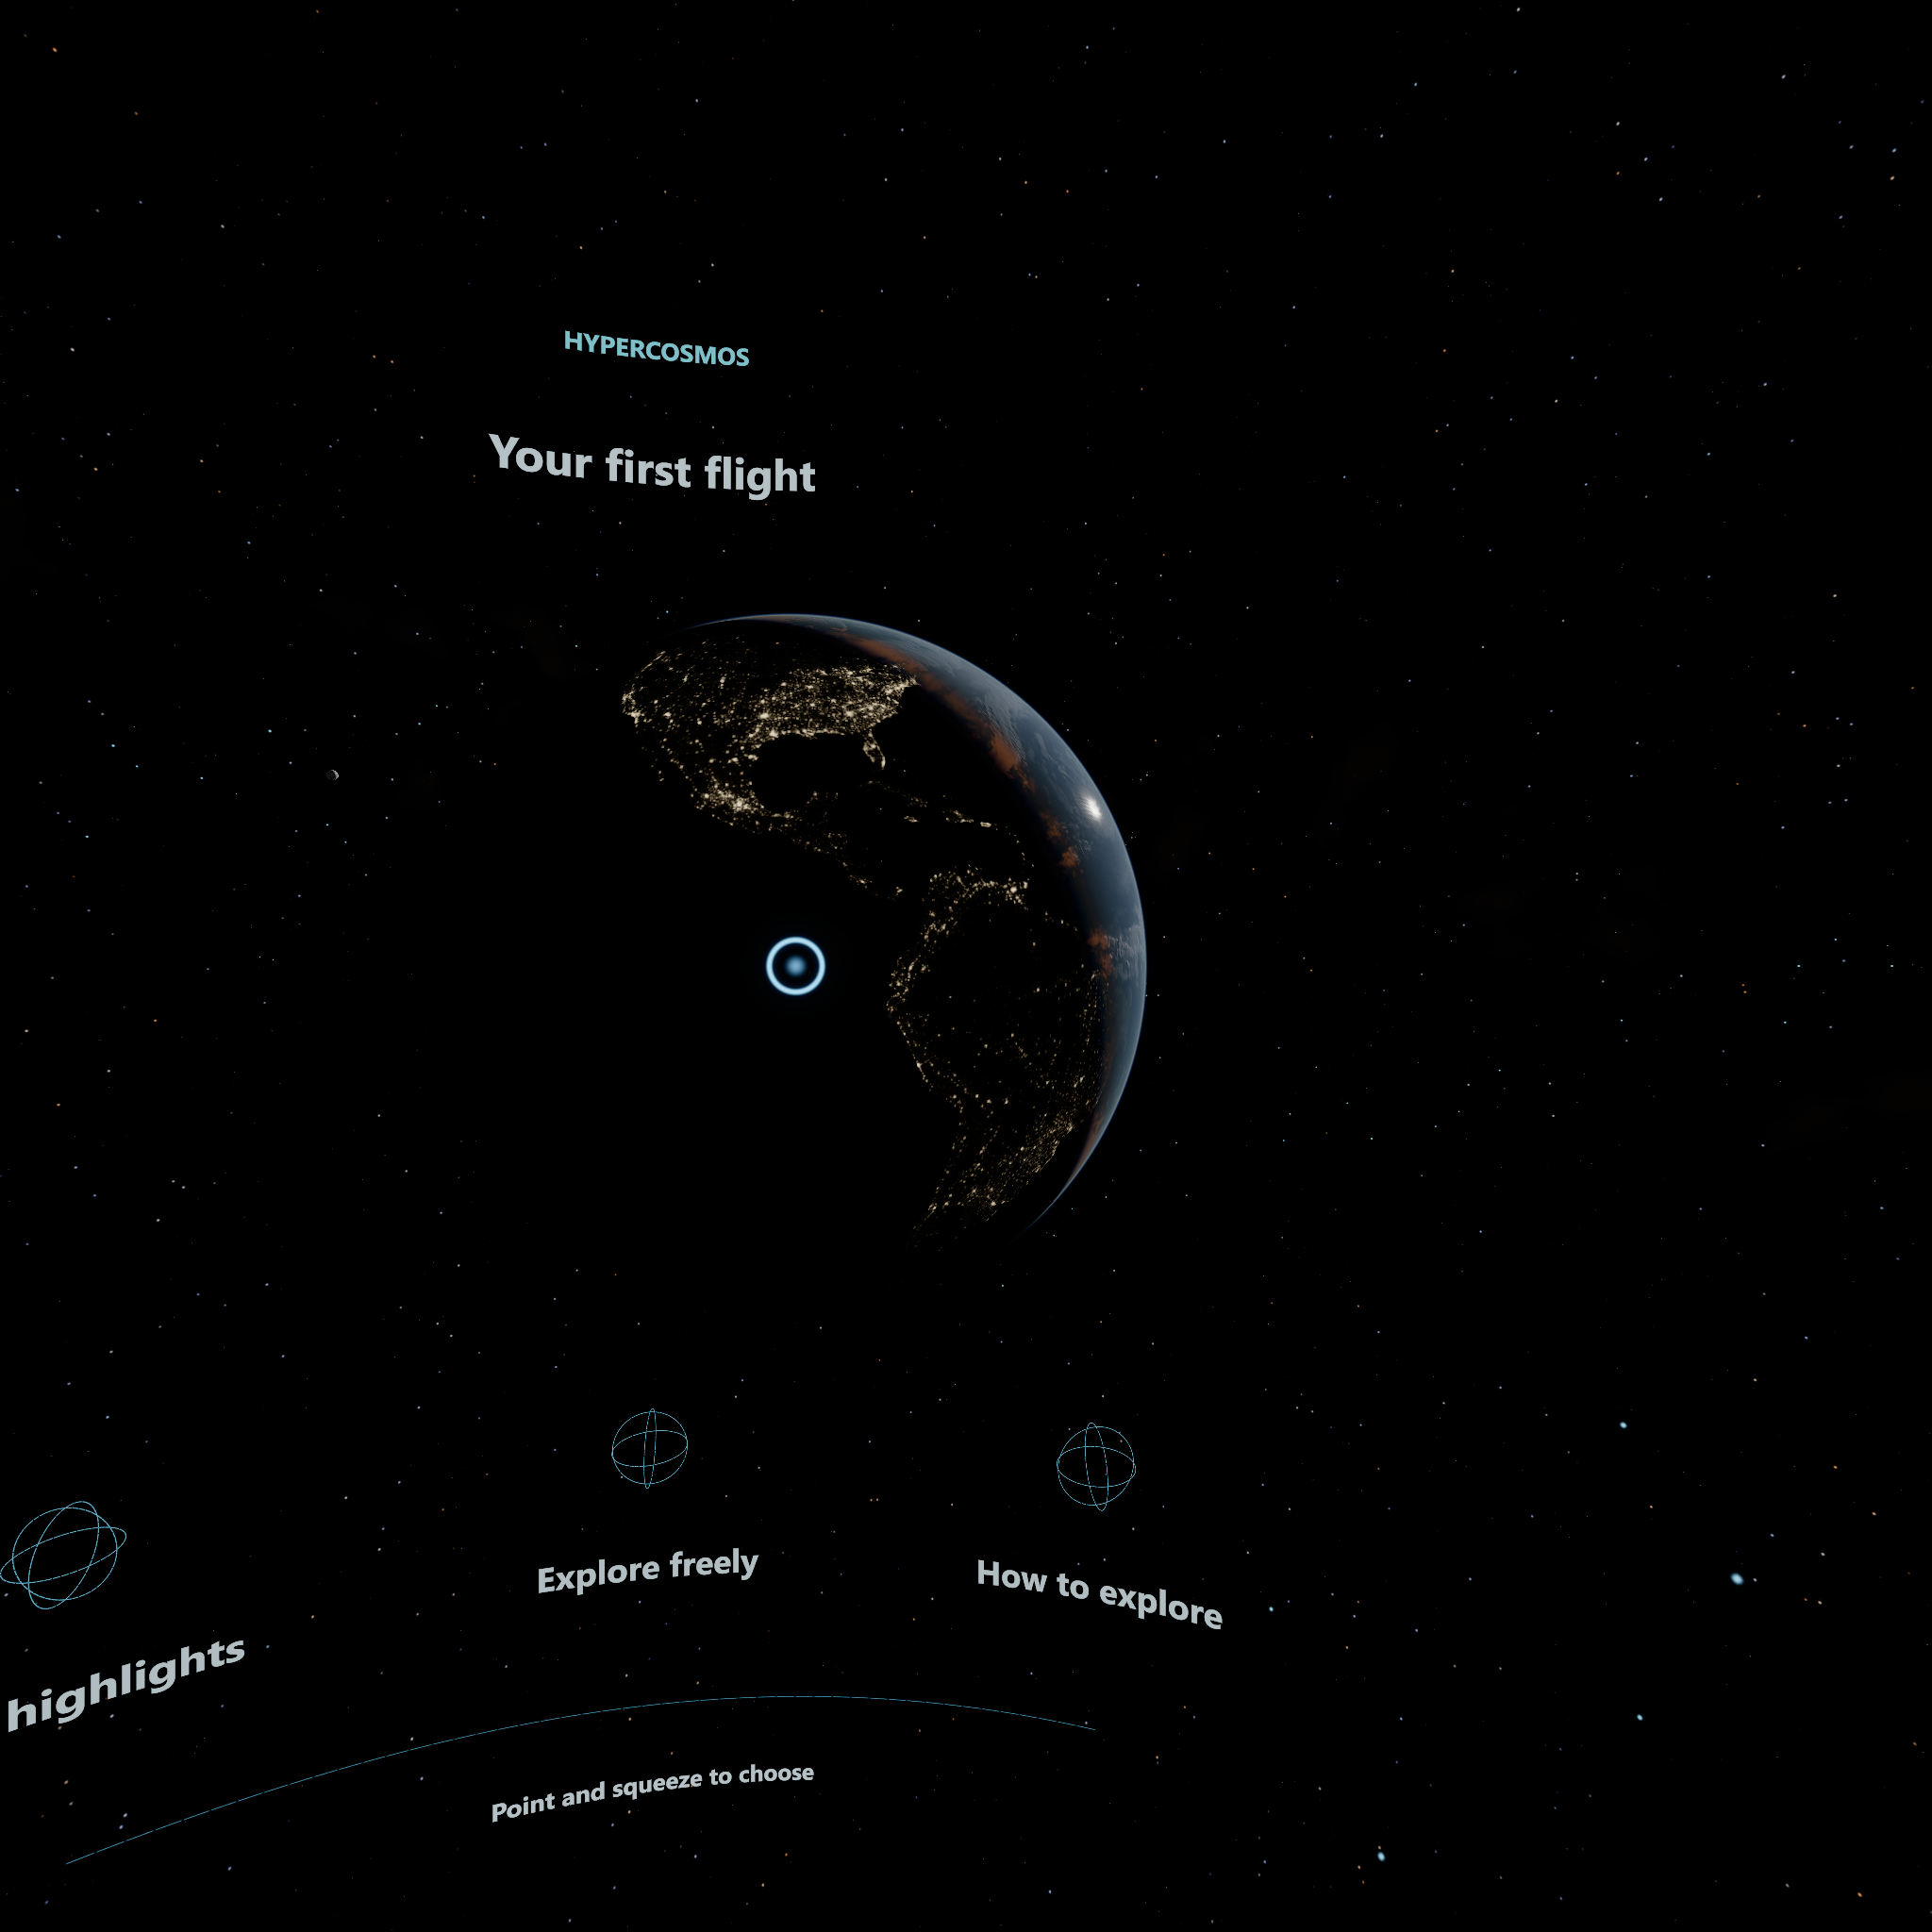 HYPERCOSMOS
Your first flight
highlights
Explore freely
How to explore
Point and squeeze to choose